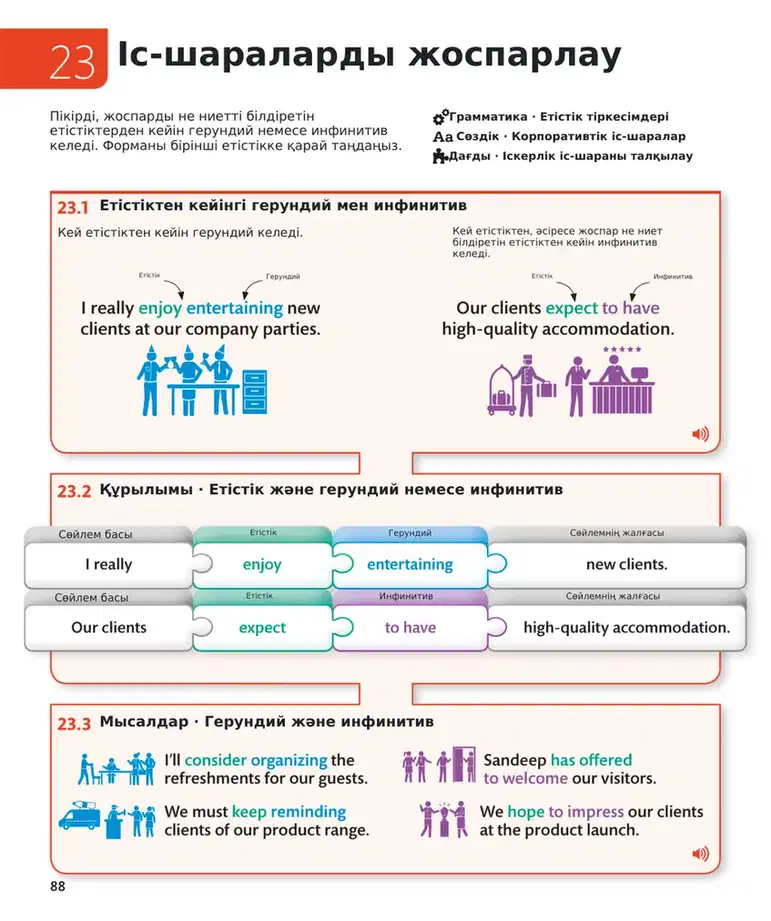 23
Іс-шараларды жоспарлау
Пікірді, жоспарды не ниетті білдіретін
етістіктерден кейін герундий немесе инфинитив
келеді. Форманы бірінші етістікке қарай таңдаңыз.
Грамматика · Етістік тіркесімдері
Aa Сөздік · Корпоративтік іс-шаралар
Дағды · Іскерлік іс-шараны талқылау
23.1 Етістіктен кейінгі герундий мен инфинитив
Кей етістіктен кейін герундий келеді.
Етістік Герундий
I really enjoy entertaining new
clients at our company parties.
Кей етістіктен, әсіресе жоспар не ниет
білдіретін етістіктен кейін инфинитив
келеді.
Етістік Инфинитив
Our clients expect to have
high-quality accommodation.
23.2 Құрылымы · Етістік және герундий немесе инфинитив
Сөйлем басы Етістік Герундий Сөйлемнің жалғасы
I really enjoy entertaining new clients.
Сөйлем басы Етістік Инфинитив Сөйлемнің жалғасы
Our clients expect to have high-quality accommodation.
23.3 Мысалдар · Герундий және инфинитив
I'll consider organizing the
refreshments for our guests.
Sandeep has offered
to welcome our visitors.
We must keep reminding
clients of our product range.
We hope to impress our clients
at the product launch.
88